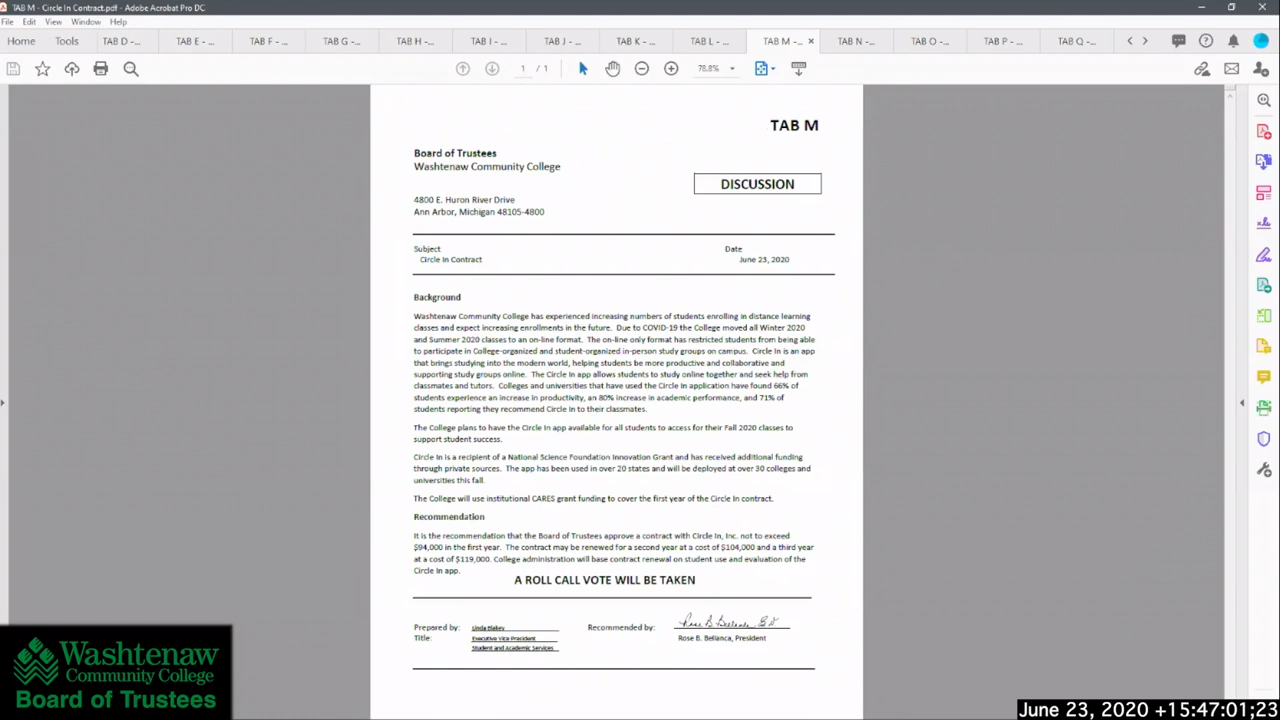 TAB M - Circle In Contract.pdf - Adobe Acrobat Pro DC
File Edit View Window Help
Home Tools TAB D -... TAB E - ... TAB F - ... TAB G -... TAB H -... TAB I - ... TAB J - ... TAB K - ... TAB L - ... TAB M -... × TAB N -... TAB O -... TAB P - ... TAB Q -...
1 / 1 78.8%
TAB M
Board of Trustees
Washtenaw Community College
DISCUSSION
4800 E. Huron River Drive
Ann Arbor, Michigan 48105-4800
Subject Date
Circle In Contract June 23, 2020
Background
Washtenaw Community College has experienced increasing numbers of students enrolling in distance learning
classes and expect increasing enrollments in the future. Due to COVID-19 the College moved all Winter 2020
and Summer 2020 classes to an on-line format. The on-line only format has restricted students from being able
to participate in College-organized and student-organized in-person study groups on campus. Circle In is an app
that brings studying into the modern world, helping students be more productive and collaborative and
supporting study groups online. The Circle In app allows students to study online together and seek help from
classmates and tutors. Colleges and universities that have used the Circle In application have found 66% of
students experience an increase in productivity, an 80% increase in academic performance, and 71% of
students reporting they recommend Circle In to their classmates.
The College plans to have the Circle In app available for all students to access for their Fall 2020 classes to
support student success.
Circle In is a recipient of a National Science Foundation Innovation Grant and has received additional funding
through private sources. The app has been used in over 20 states and will be deployed at over 30 colleges and
universities this fall.
The College will use institutional CARES grant funding to cover the first year of the Circle In contract.
Recommendation
It is the recommendation that the Board of Trustees approve a contract with Circle In, Inc. not to exceed
$94,000 in the first year. The contract may be renewed for a second year at a cost of $104,000 and a third year
at a cost of $119,000. College administration will base contract renewal on student use and evaluation of the
Circle In app.
A ROLL CALL VOTE WILL BE TAKEN
Prepared by: Linda Blakey Recommended by: Rose B Bellanca
Title: Executive Vice President Rose B. Bellanca, President
Student and Academic Services
Washtenaw
Community College
Board of Trustees
June 23, 2020 +15:47:01;23